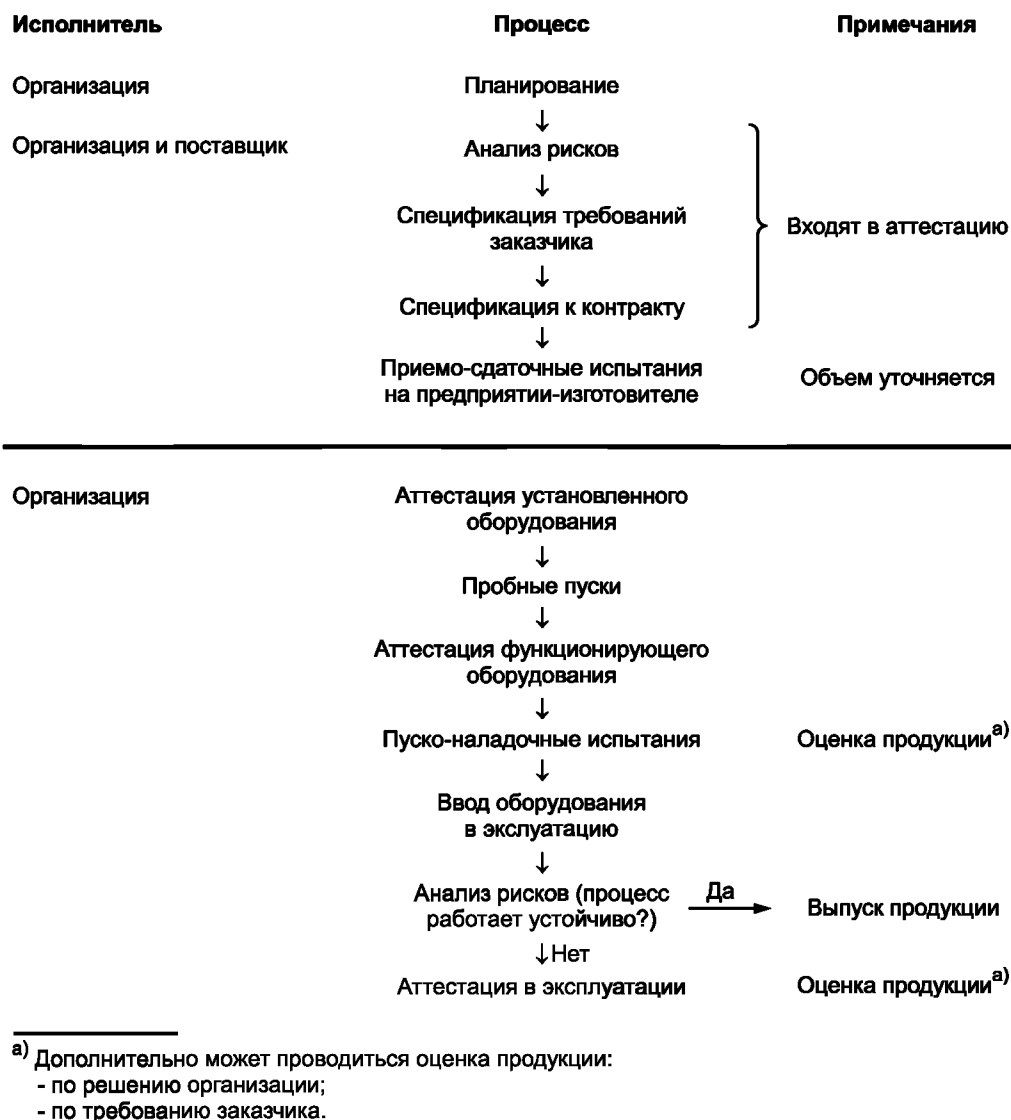 Исполнитель Процесс Примечания
Организация Планирование
↓
Организация и поставщик Анализ рисков
↓
Спецификация требований
заказчика
Входят в аттестацию
↓
Спецификация к контракту
↓
Приемо-сдаточные испытания
на предприятии-изготовителе
Объем уточняется
Организация Аттестация установленного
оборудования
↓
Пробные пуски
↓
Аттестация функционирующего
оборудования
↓
Пуско-наладочные испытания Оценка продукции а)
↓
Ввод оборудования
в эклуатацию
↓
Анализ рисков (процесс
работает устойчиво?)
Да
Выпуск продукции
↓Нет
Аттестация в эксплуатации Оценка продукции а)
а) Дополнительно может проводиться оценка продукции:
- по решению организации;
- по требованию заказчика.